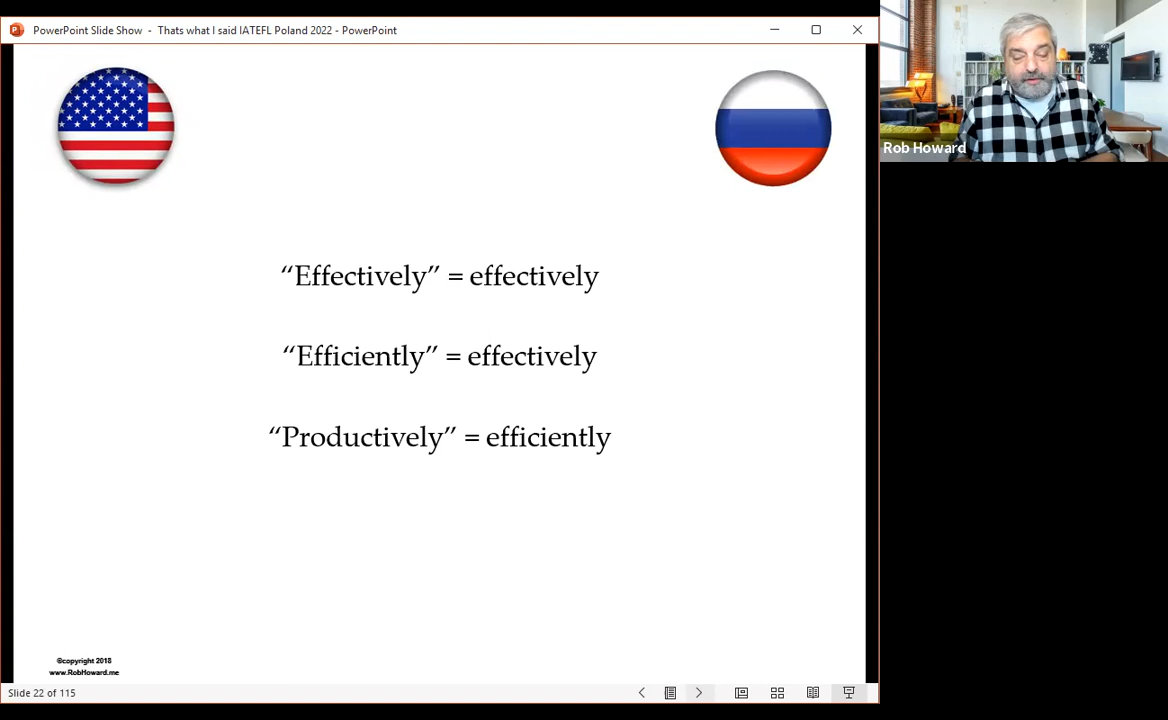 PowerPoint Slide Show - Thats what I said IATEFL Poland 2022 - PowerPoint
Rob Howard
“Effectively” = effectively
“Efficiently” = effectively
“Productively” = efficiently
©copyright 2018
www.RobHoward.me
Slide 22 of 115